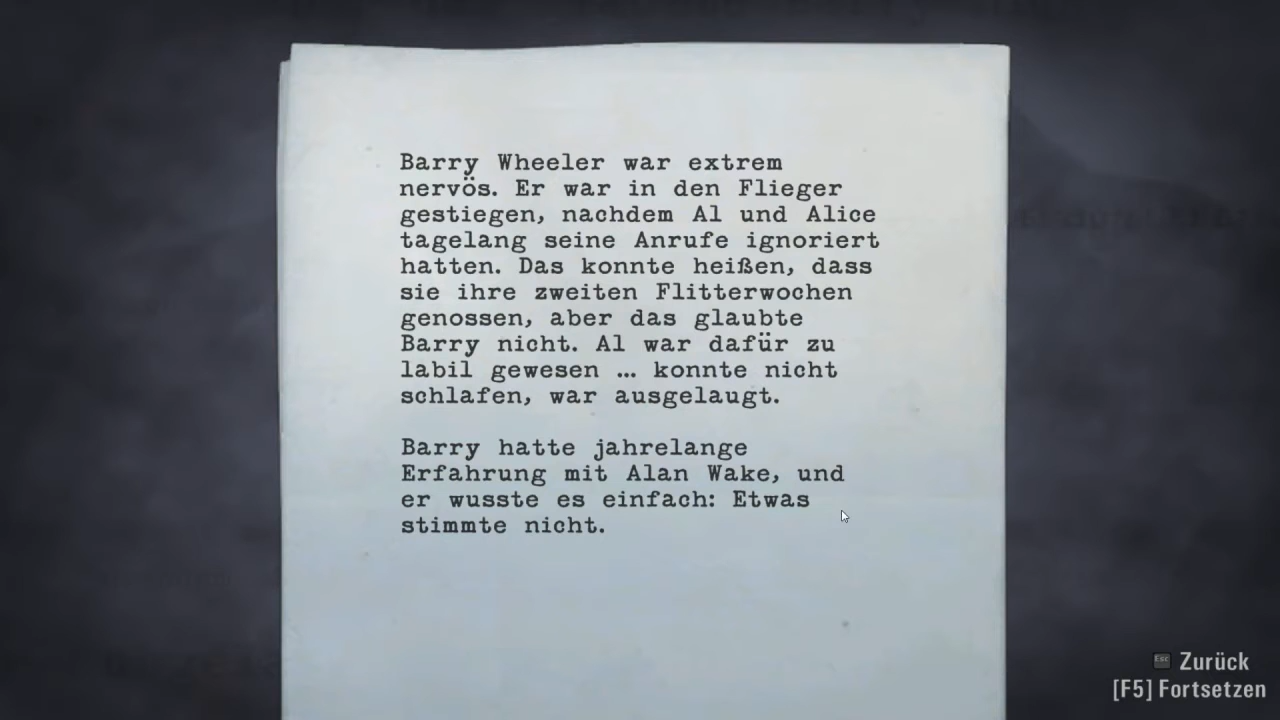 Barry Wheeler war extrem
nervös. Er war in den Flieger
gestiegen, nachdem Al und Alice
tagelang seine Anrufe ignoriert
hatten. Das konnte heißen, dass
sie ihre zweiten Flitterwochen
genossen, aber das glaubte
Barry nicht. Al war dafür zu
labil gewesen … konnte nicht
schlafen, war ausgelaugt.

Barry hatte jahrelange
Erfahrung mit Alan Wake, und
er wusste es einfach: Etwas
stimmte nicht.

Esc Zurück
[F5] Fortsetzen